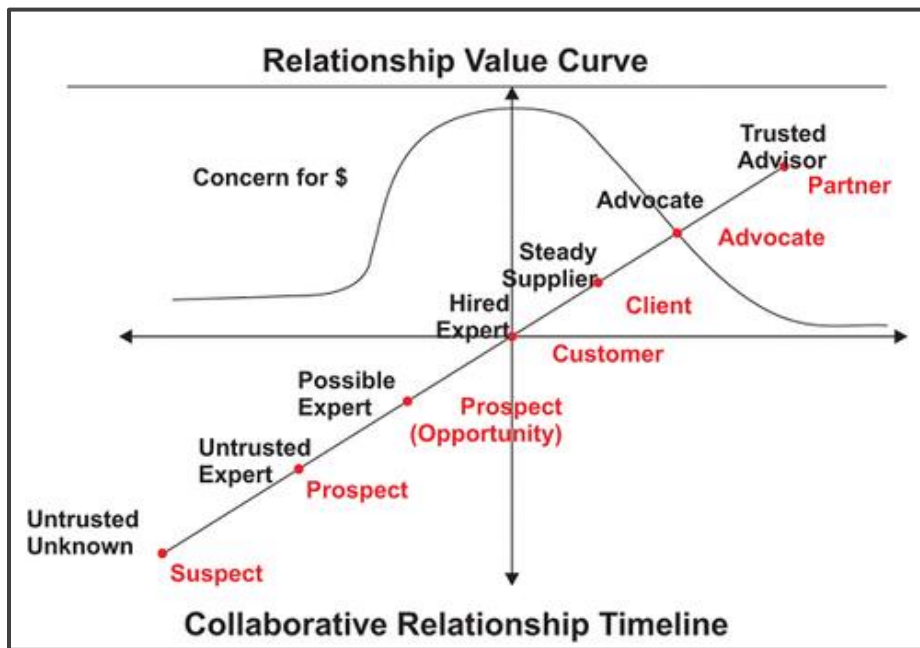 Relationship Value Curve
Concern for $
Trusted
Advisor
Partner
Advocate
Advocate
Steady
Supplier
Client
Hired
Expert
Customer
Possible
Expert
Prospect
(Opportunity)
Untrusted
Expert
Prospect
Untrusted
Unknown
Suspect
Collaborative Relationship Timeline